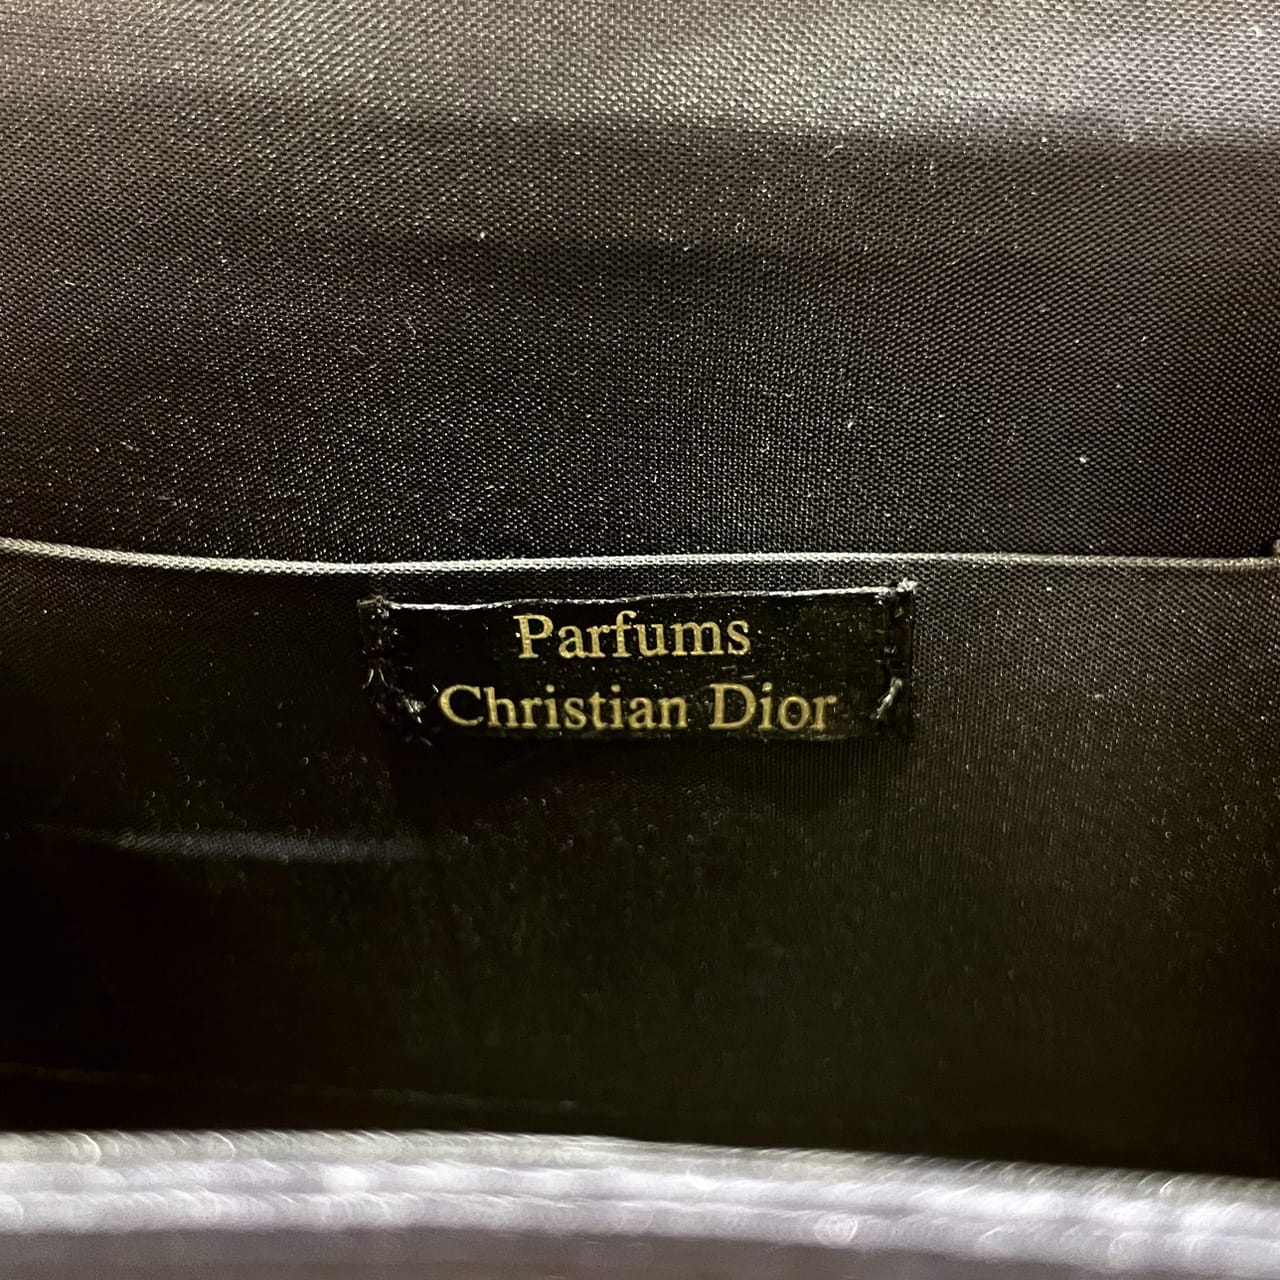 Parfums
Christian Dior